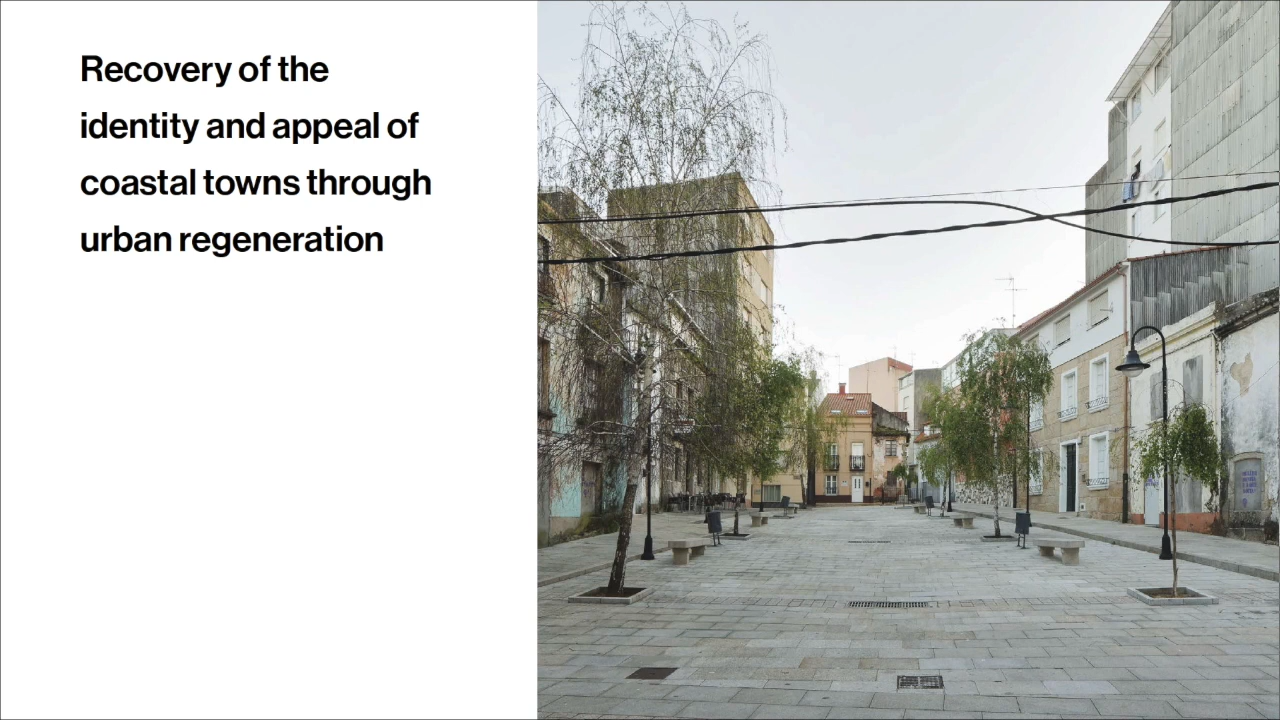 Recovery of the
identity and appeal of
coastal towns through
urban regeneration